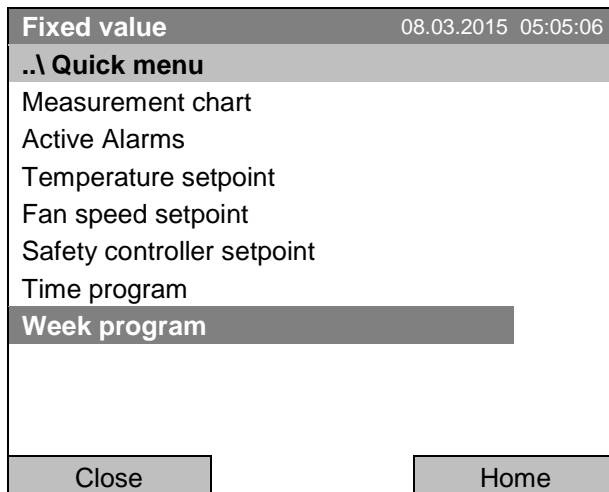 Fixed value 08.03.2015 05:05:06
..\ Quick menu
Measurement chart
Active Alarms
Temperature setpoint
Fan speed setpoint
Safety controller setpoint
Time program
Week program
Close Home